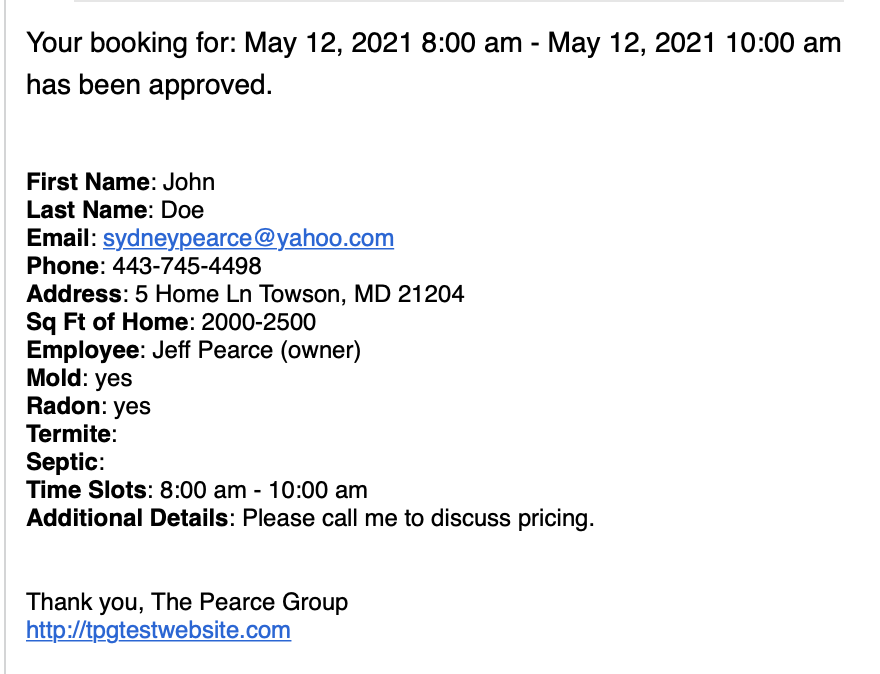 Your booking for: May 12, 2021 8:00 am - May 12, 2021 10:00 am
has been approved.
First Name: John
Last Name: Doe
Email: sydneypearce@yahoo.com
Phone: 443-745-4498
Address: 5 Home Ln Towson, MD 21204
Sq Ft of Home: 2000-2500
Employee: Jeff Pearce (owner)
Mold: yes
Radon: yes
Termite:
Septic:
Time Slots: 8:00 am - 10:00 am
Additional Details: Please call me to discuss pricing.
Thank you, The Pearce Group
http://tpgtestwebsite.com